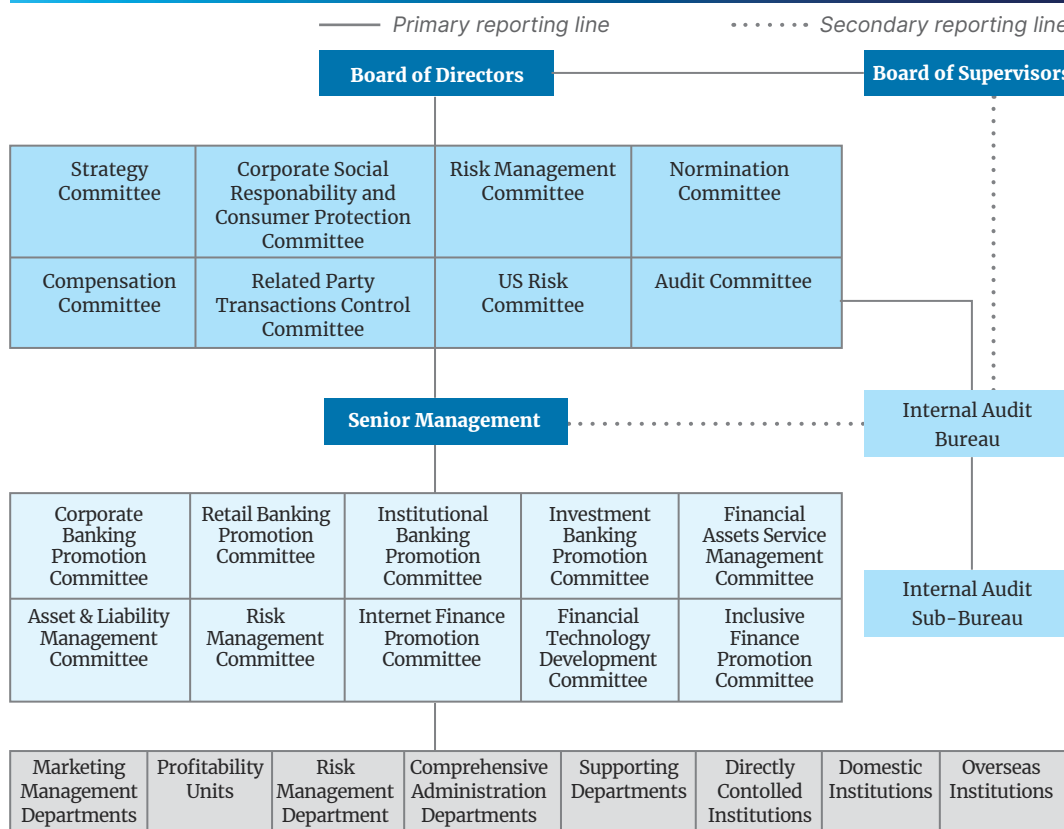 Primary reporting line
Secondary reporting line
Board of Directors
Board of Supervisors
Strategy
Committee
Corporate Social
Responability and
Consumer Protection
Committee
Risk Management
Committee
Normination
Committee
Compensation
Committee
Related Party
Transactions Control
Committee
US Risk
Committee
Audit Committee
Senior Management
Internal Audit
Bureau
Corporate
Banking
Promotion
Committee
Retail Banking
Promotion
Committee
Institutional
Banking
Promotion
Committee
Investment
Banking
Promotion
Committee
Financial
Assets Service
Management
Committee
Asset & Liability
Management
Committee
Risk
Management
Committee
Internet Finance
Promotion
Committee
Financial
Technology
Development
Committee
Inclusive
Finance
Promotion
Committee
Internal Audit
Sub-Bureau
Marketing
Management
Departments
Profitability
Units
Risk
Management
Department
Comprehensive
Administration
Departments
Supporting
Departments
Directly
Contolled
Institutions
Domestic
Institutions
Overseas
Institutions